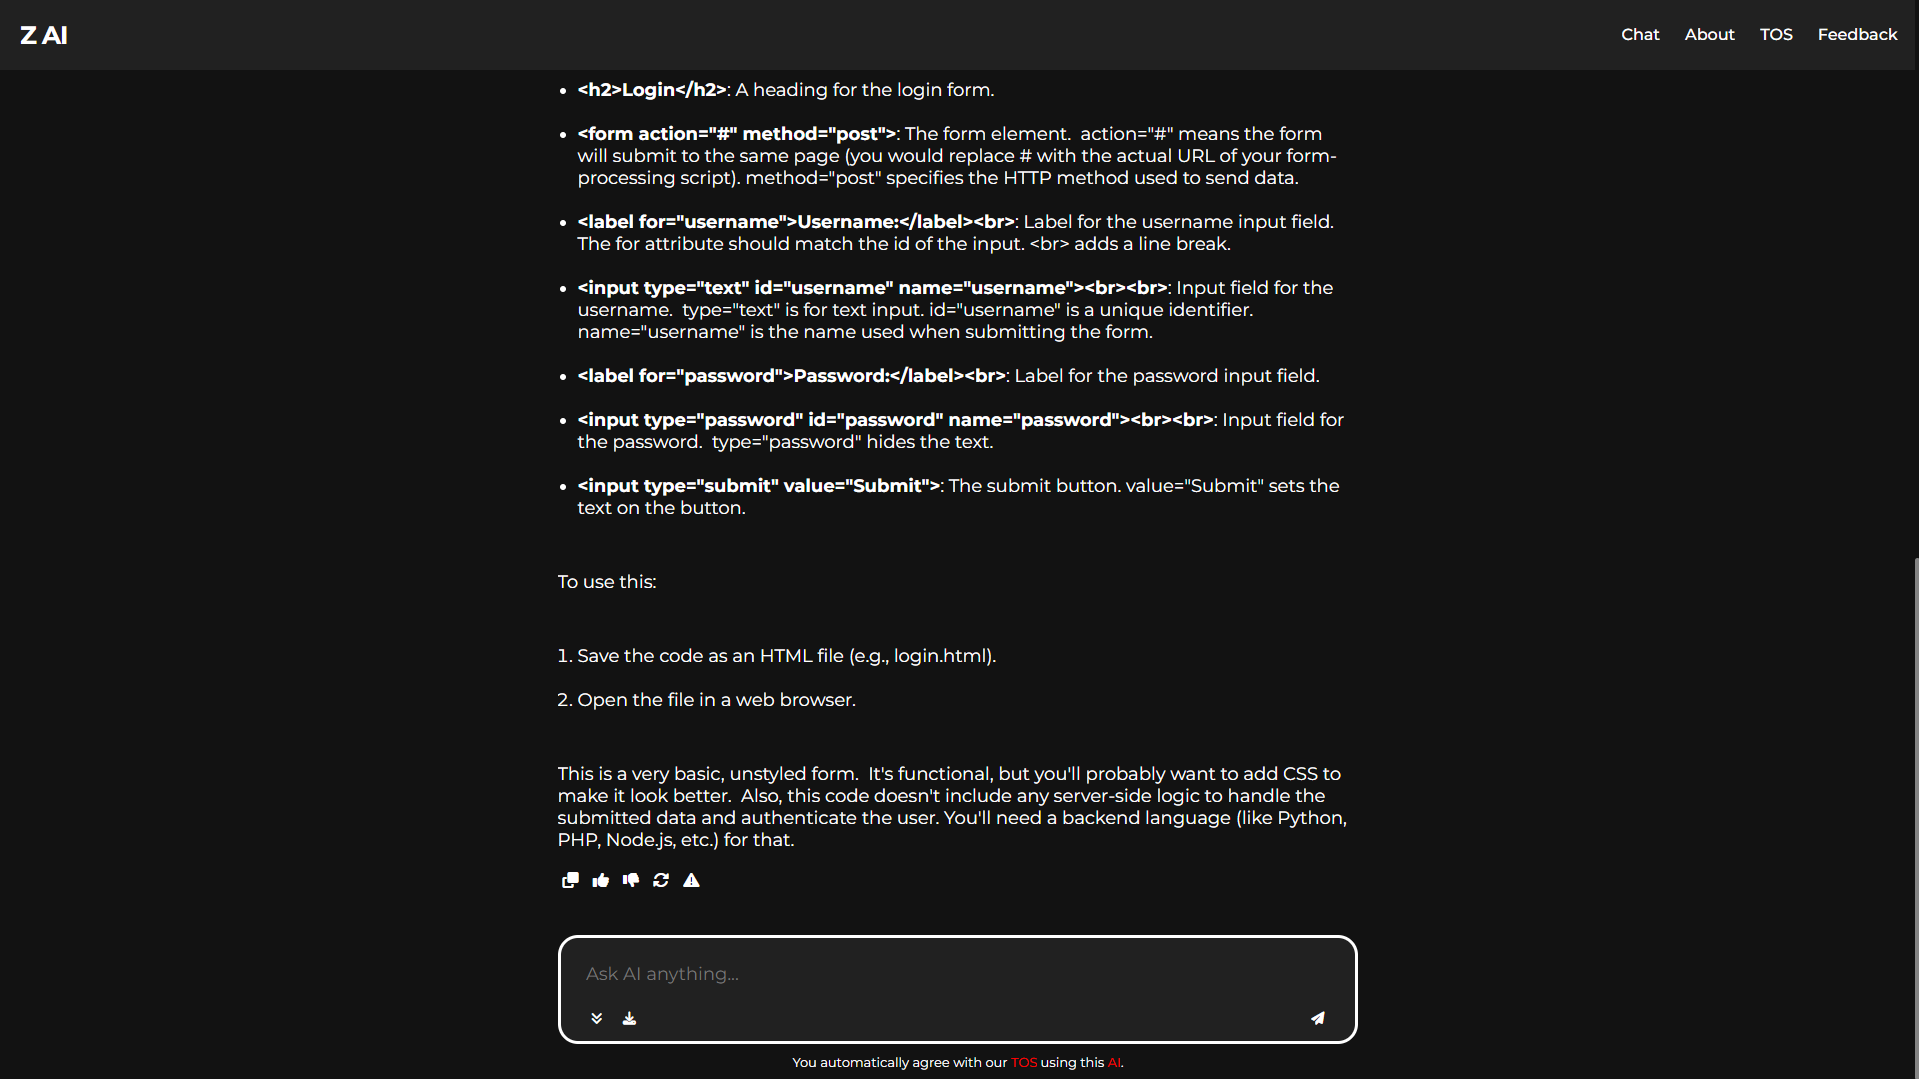 Z AI
Chat About TOS Feedback
• <h2>Login</h2>: A heading for the login form.
• <form action="#" method="post">: The form element.  action="#" means the form
will submit to the same page (you would replace # with the actual URL of your form-
processing script). method="post" specifies the HTTP method used to send data.
• <label for="username">Username:</label><br>: Label for the username input field.
The for attribute should match the id of the input. <br> adds a line break.
• <input type="text" id="username" name="username"><br><br>: Input field for the
username.  type="text" is for text input. id="username" is a unique identifier.
name="username" is the name used when submitting the form.
• <label for="password">Password:</label><br>: Label for the password input field.
• <input type="password" id="password" name="password"><br><br>: Input field for
the password.  type="password" hides the text.
• <input type="submit" value="Submit">: The submit button. value="Submit" sets the
text on the button.
To use this:
1. Save the code as an HTML file (e.g., login.html).
2. Open the file in a web browser.
This is a very basic, unstyled form.  It's functional, but you'll probably want to add CSS to
make it look better.  Also, this code doesn't include any server-side logic to handle the
submitted data and authenticate the user. You'll need a backend language (like Python,
PHP, Node.js, etc.) for that.
Ask AI anything...
You automatically agree with our TOS using this AI.